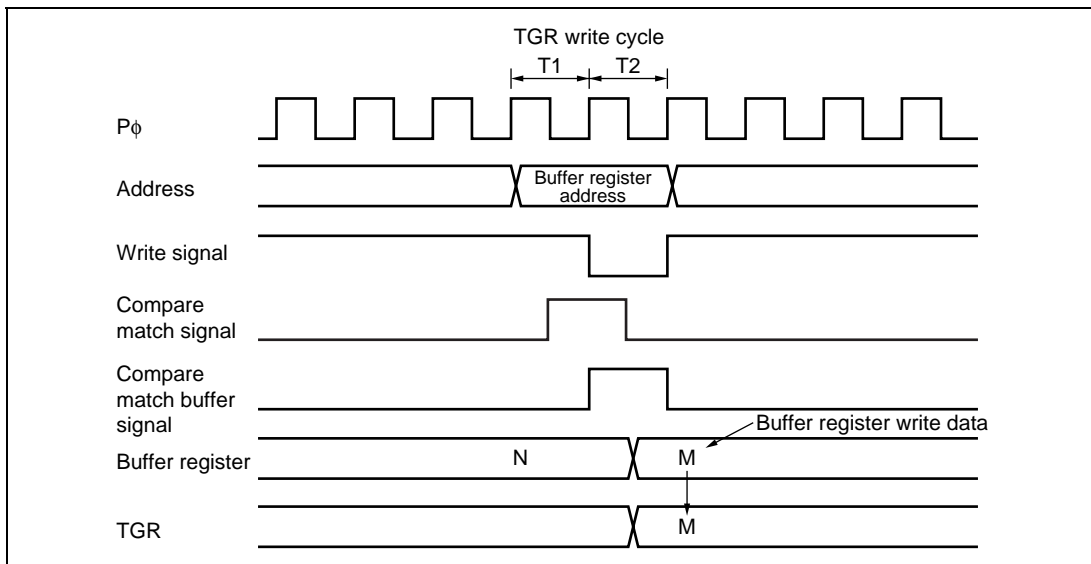 TGR write cycle
T1 T2
Pϕ
Address
Buffer register
address
Write signal
Compare
match signal
Compare
match buffer
signal
Buffer register write data
Buffer register
N M
TGR
M